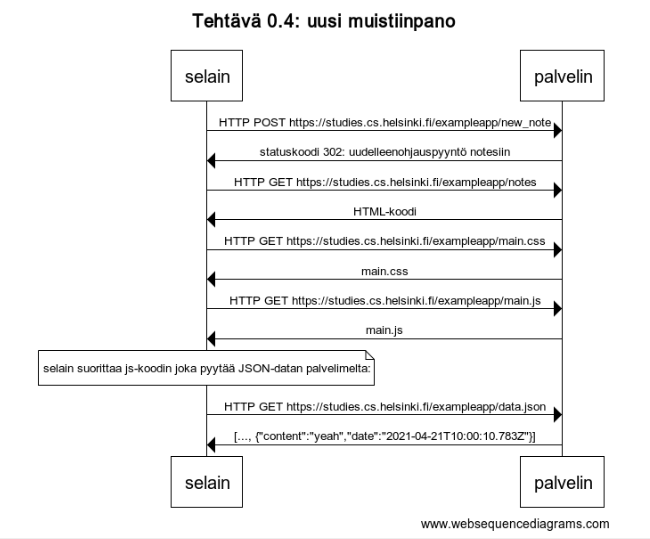 Tehtävä 0.4: uusi muistiinpano
selain
palvelin
HTTP POST https://studies.cs.helsinki.fi/exampleapp/new_note
statuskoodi 302: uudelleenohjauspyyntö notesiin
HTTP GET https://studies.cs.helsinki.fi/exampleapp/notes
HTML-koodi
HTTP GET https://studies.cs.helsinki.fi/exampleapp/main.css
main.css
HTTP GET https://studies.cs.helsinki.fi/exampleapp/main.js
main.js
selain suorittaa js-koodin joka pyytää JSON-datan palvelimelta:
HTTP GET https://studies.cs.helsinki.fi/exampleapp/data.json
[..., {"content":"yeah","date":"2021-04-21T10:00:10.783Z"}]
selain
palvelin
www.websequencediagrams.com